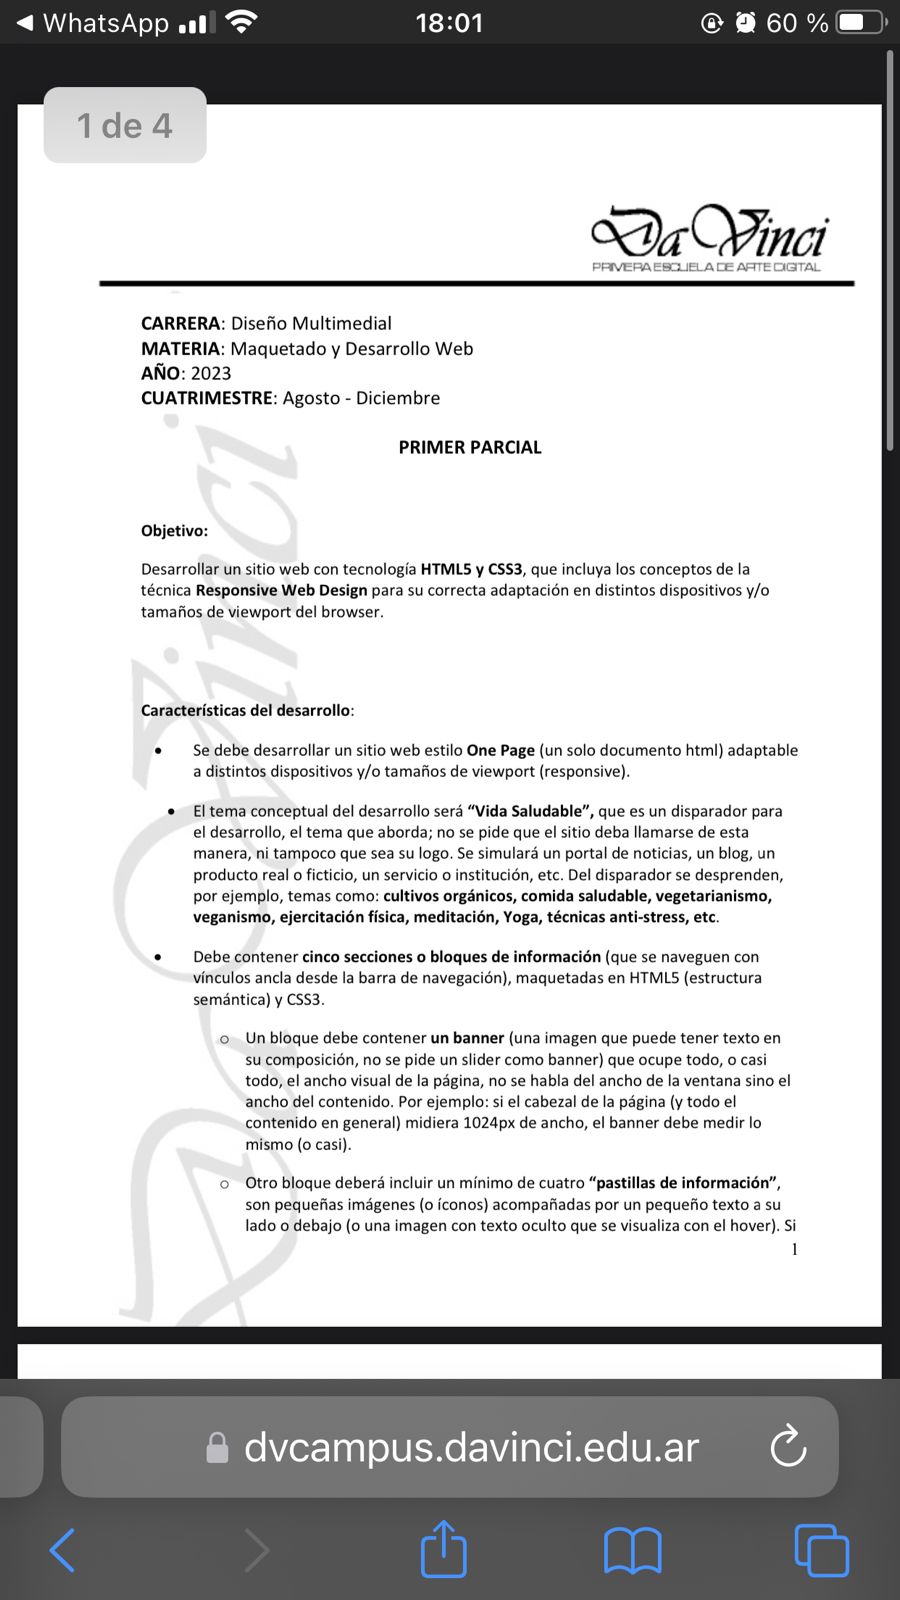 WhatsApp
18:01
60 %
1 de 4
Da Vinci
PRIMERA ESCUELA DE ARTE DIGITAL
CARRERA: Diseño Multimedial
MATERIA: Maquetado y Desarrollo Web
AÑO: 2023
CUATRIMESTRE: Agosto - Diciembre
PRIMER PARCIAL
Objetivo:
Desarrollar un sitio web con tecnología HTML5 y CSS3, que incluya los conceptos de la
técnica Responsive Web Design para su correcta adaptación en distintos dispositivos y/o
tamaños de viewport del browser.
Características del desarrollo:
• Se debe desarrollar un sitio web estilo One Page (un solo documento html) adaptable
a distintos dispositivos y/o tamaños de viewport (responsive).
• El tema conceptual del desarrollo será “Vida Saludable”, que es un disparador para
el desarrollo, el tema que aborda; no se pide que el sitio deba llamarse de esta
manera, ni tampoco que sea su logo. Se simulará un portal de noticias, un blog, un
producto real o ficticio, un servicio o institución, etc. Del disparador se desprenden,
por ejemplo, temas como: cultivos orgánicos, comida saludable, vegetarianismo,
veganismo, ejercitación física, meditación, Yoga, técnicas anti-stress, etc.
• Debe contener cinco secciones o bloques de información (que se naveguen con
vínculos ancla desde la barra de navegación), maquetadas en HTML5 (estructura
semántica) y CSS3.
o Un bloque debe contener un banner (una imagen que puede tener texto en
su composición, no se pide un slider como banner) que ocupe todo, o casi
todo, el ancho visual de la página, no se habla del ancho de la ventana sino el
ancho del contenido. Por ejemplo: si el cabezal de la página (y todo el
contenido en general) midiera 1024px de ancho, el banner debe medir lo
mismo (o casi).
o Otro bloque deberá incluir un mínimo de cuatro “pastillas de información”,
son pequeñas imágenes (o íconos) acompañadas por un pequeño texto a su
lado o debajo (o una imagen con texto oculto que se visualiza con el hover). Si
1
Da Vinci
dvcampus.davinci.edu.ar